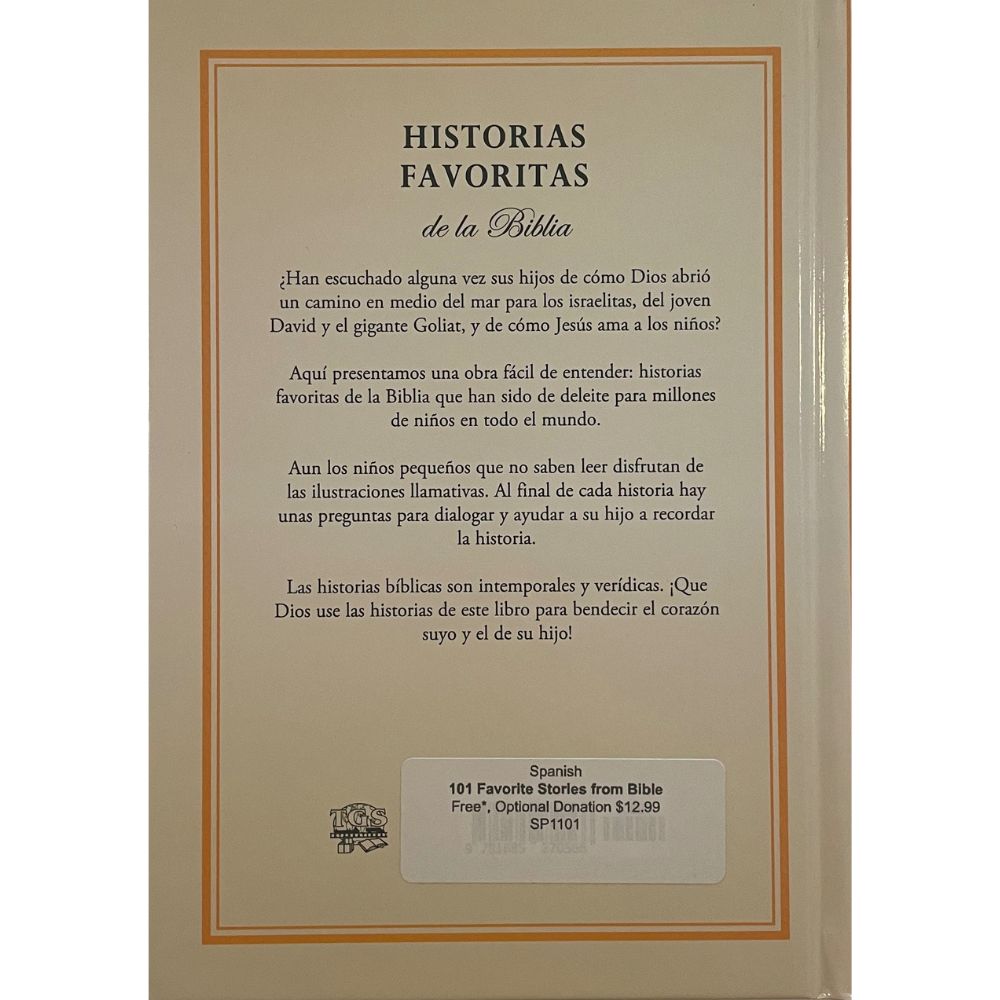 HISTORIAS
FAVORITAS
de la Biblia
¿Han escuchado alguna vez sus hijos de cómo Dios abrió
un camino en medio del mar para los israelitas, del joven
David y el gigante Goliat, y de cómo Jesús ama a los niños?
Aquí presentamos una obra fácil de entender: historias
favoritas de la Biblia que han sido de deleite para millones
de niños en todo el mundo.
Aun los niños pequeños que no saben leer disfrutan de
las ilustraciones llamativas. Al final de cada historia hay
unas preguntas para dialogar y ayudar a su hijo a recordar
la historia.
Las historias bíblicas son intemporales y verídicas. ¡Que
Dios use las historias de este libro para bendecir el corazón
suyo y el de su hijo!
Spanish
101 Favorite Stories from Bible
Free*, Optional Donation $12.99
SP1101
TGS